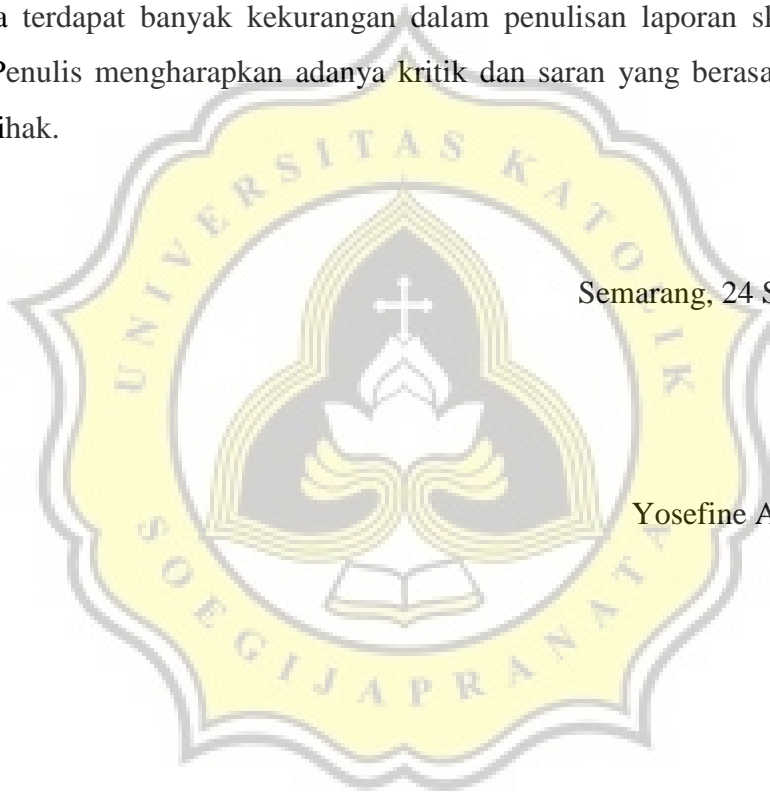 a terdapat banyak kekurangan dalam penulisan laporan sk
Penulis mengharapkan adanya kritik dan saran yang berasa
ihak.
UNIVERSITAS KATOLIK
Semarang, 24 S
Yosefine A
SOEGIJAPRANATA